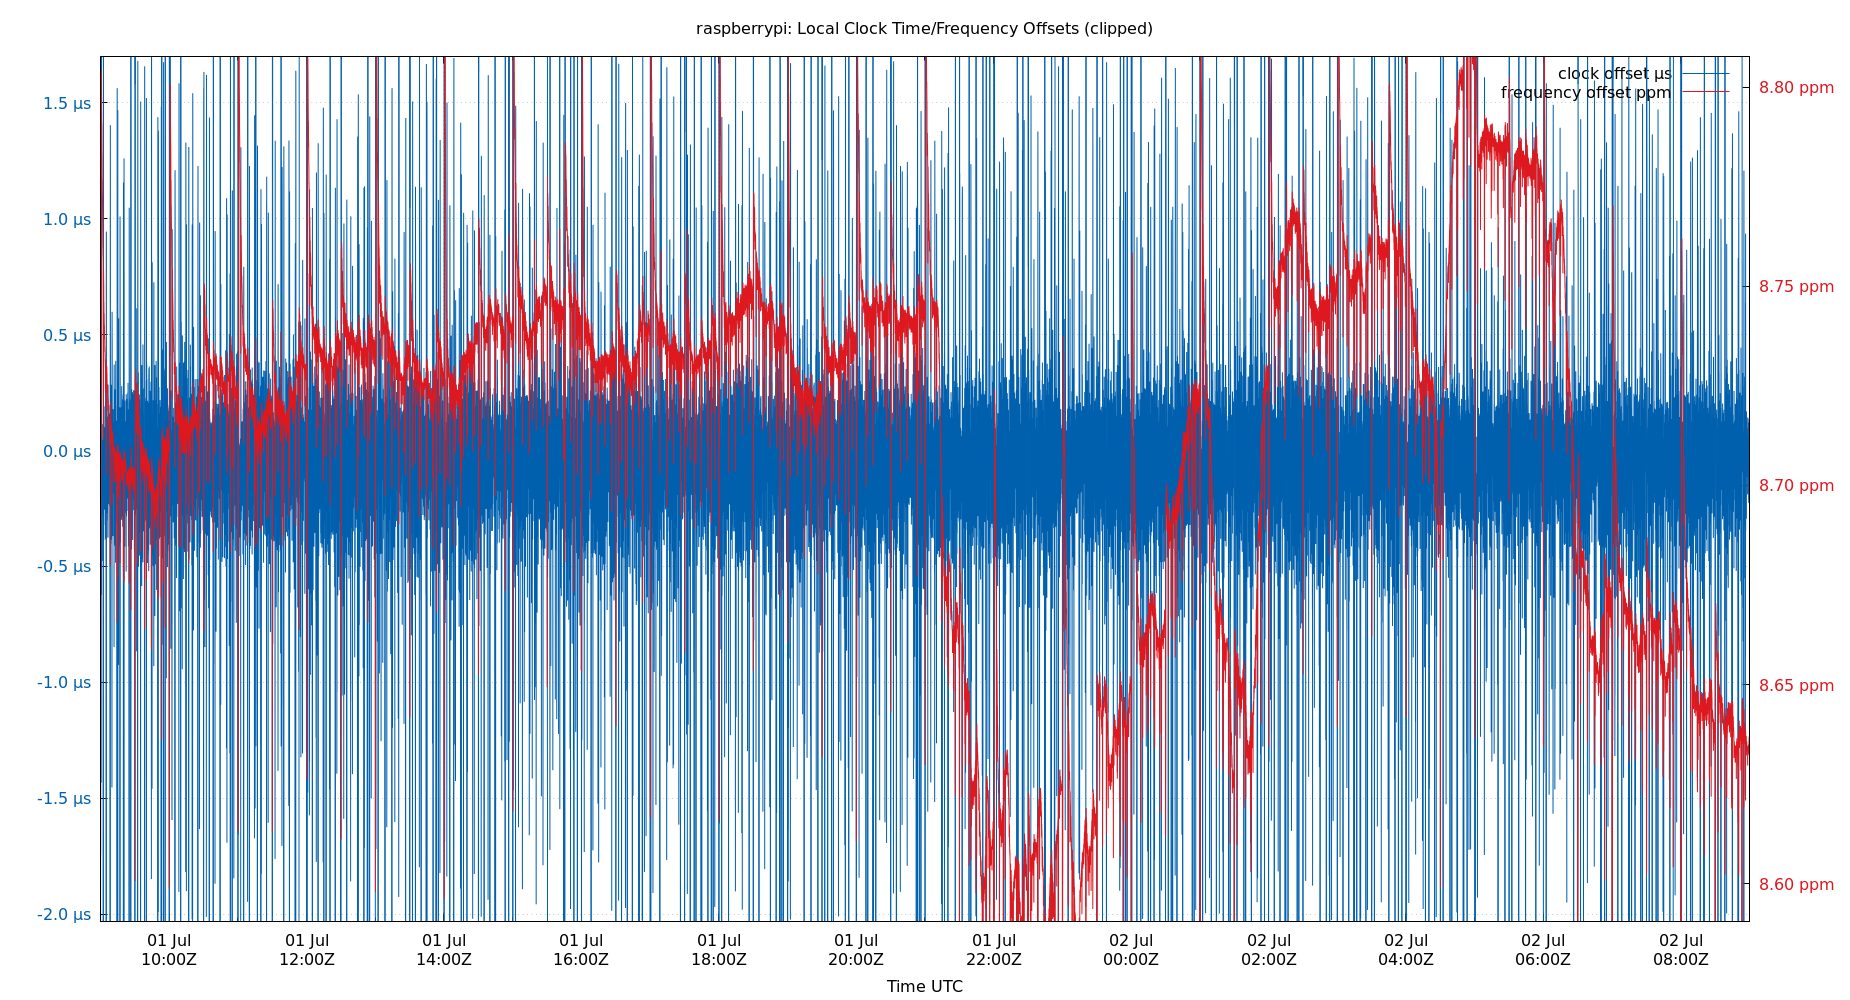 raspberrypi: Local Clock Time/Frequency Offsets (clipped)
clock offset µs
frequency offset ppm
1.5 µs
1.0 µs
0.5 µs
0.0 µs
-0.5 µs
-1.0 µs
-1.5 µs
-2.0 µs
8.80 ppm
8.75 ppm
8.70 ppm
8.65 ppm
8.60 ppm
01 Jul 01 Jul 01 Jul 01 Jul 01 Jul 01 Jul 01 Jul 02 Jul 02 Jul 02 Jul 02 Jul 02 Jul
10:00Z 12:00Z 14:00Z 16:00Z 18:00Z 20:00Z 22:00Z 00:00Z 02:00Z 04:00Z 06:00Z 08:00Z
Time UTC